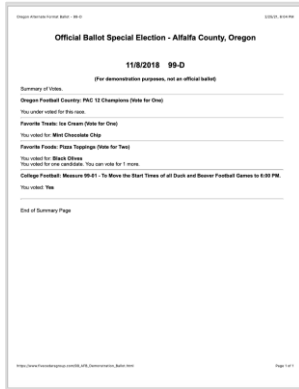 Oregon Alternate Format Ballot - 99-D
Official Ballot Special Election - Alfalfa County, Oregon
11/8/2018 99-D
(For demonstration purposes, not an official ballot)
Summary of Votes.
Oregon Football Country: PAC 12 Champions (Vote for One)
You under voted for this race.
Favorite Treats: Ice Cream (Vote for One)
You voted for: Mint Chocolate Chip
Favorite Foods: Pizza Toppings (Vote for Two)
You voted for: Black Olives
You voted for one candidate. You can vote for 1 more.
College Football: Measure 99-01 - To Move the Start Times of all Duck and Beaver Football Games to 5:00 PM.
You voted: Yes
End of Summary Page
Page 1 of 1